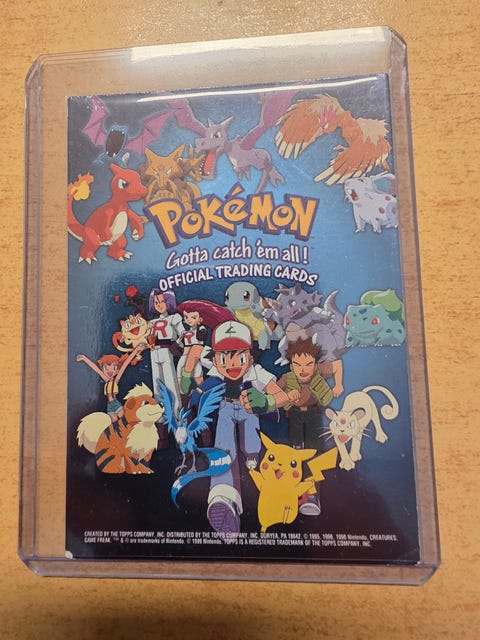 POKéMON
Gotta catch 'em all!
OFFICIAL TRADING CARDS
R
R
CREATED BY THE TOPPS COMPANY, INC. DISTRIBUTED BY THE TOPPS COMPANY, INC. DURYEA, PA 18642. © 1995, 1996, 1998 Nintendo, CREATURES,
GAME FREAK. ™ & ® are trademarks of Nintendo. © 1999 Nintendo. TOPPS IS A REGISTERED TRADEMARK OF THE TOPPS COMPANY, INC.